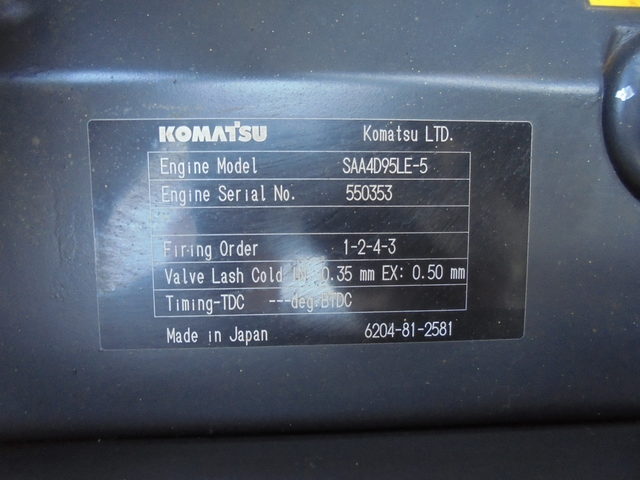 KOMATSU Komatsu LTD.
Engine Model SAA4D95LE-5
Engine Serial No. 550353
Firing Order 1-2-4-3
Valve Lash Cold IN: 0.35 mm EX: 0.50 mm
Timing-TDC ---deg.BTDC
Made in Japan 6204-81-2581